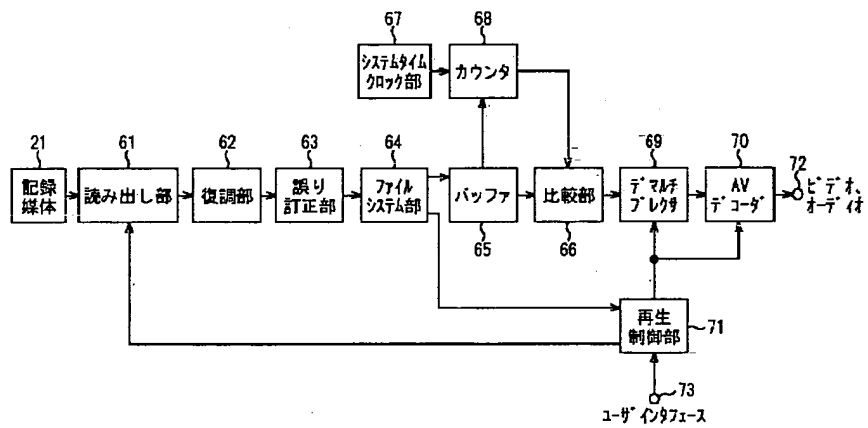 67
68
システムタイム
クロック部
カウンタ
21
61
62
63
64
69
70
72
記録
媒体
読み出し部
復調部
誤り
訂正部
ファイル
システム部
バッファ
比較部
デマルチ
プレクサ
AV
デコーダ
ビデオ、
オーディオ
65
66
再生
制御部
71
73
ユーザインタフェース